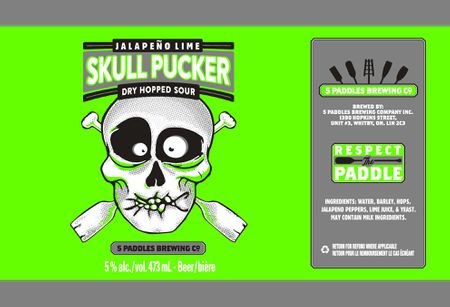 JALAPEÑO LIME
SKULL PUCKER
DRY HOPPED SOUR
5 PADDLES BREWING CO
5% alc./vol. 473 mL - Beer/bière
5 PADDLES BREWING CO
BREWED BY:
5 PADDLES BREWING COMPANY INC.
1390 HOPKINS STREET,
UNIT #3, WHITBY, ON. L1N 2C3
RESPECT
The
PADDLE
INGREDIENTS: WATER, BARLEY, HOPS,
JALAPENO PEPPERS, LIME JUICE, & YEAST.
MAY CONTAIN MILK INGREDIENTS.
RETURN FOR REFUND WHERE APPLICABLE
RETOUR POUR LE REMBOURSEMENT LE CAS ÉCHÉANT